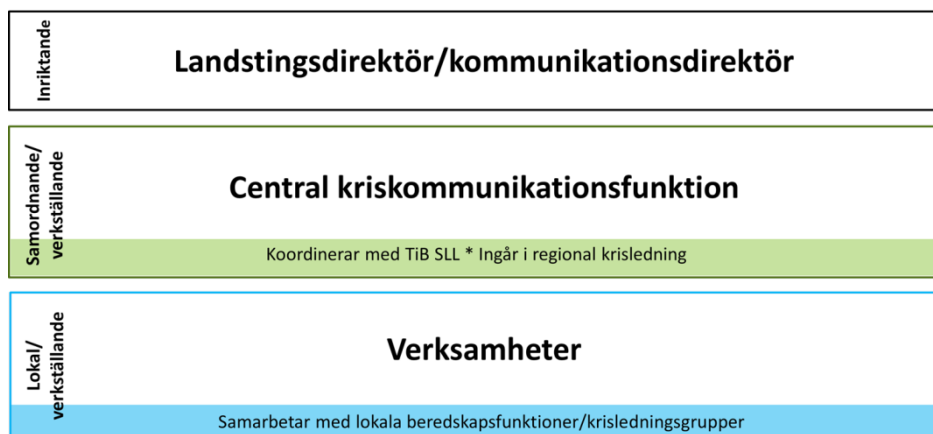 Inriktande
Landstingsdirektör/kommunikationsdirektör
Samordnande/
verkställande
Central kriskommunikationsfunktion
Koordinerar med TiB SLL * Ingår i regional krisledning
Lokal/
verkställande
Verksamheter
Samarbetar med lokala beredskapsfunktioner/krisledningsgrupper